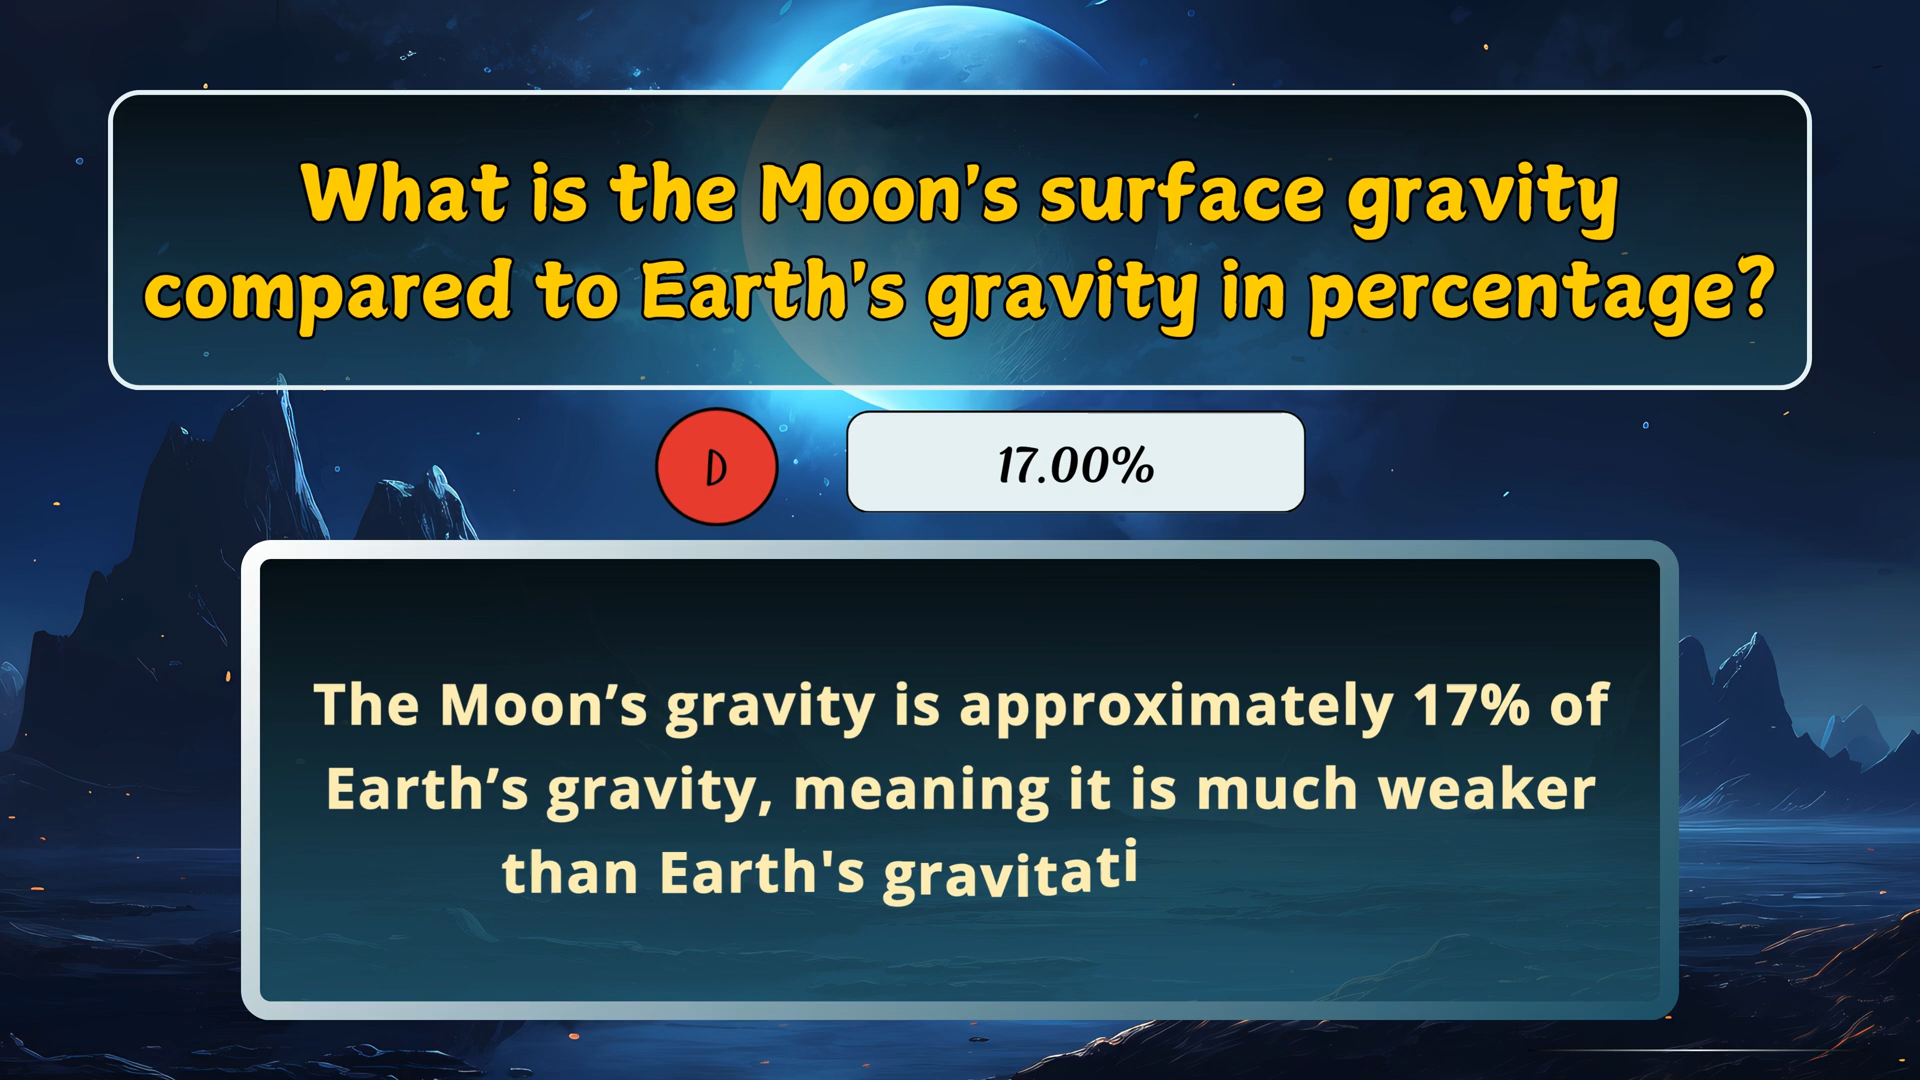 What is the Moon's surface gravity
compared to Earth's gravity in percentage?
D
17.00%
The Moon’s gravity is approximately 17% of
Earth’s gravity, meaning it is much weaker
than Earth's gravitati